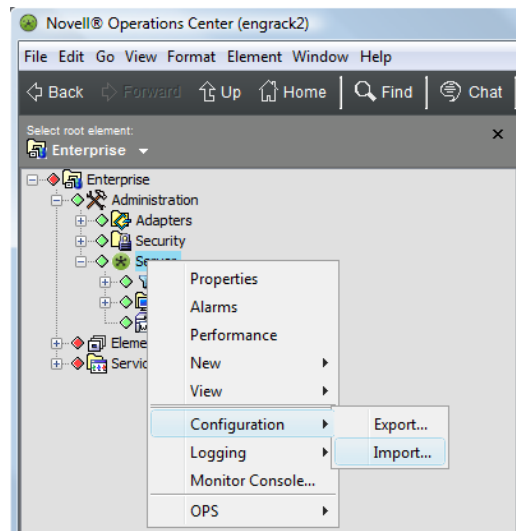 Novell® Operations Center (engrack2)
File Edit Go View Format Element Window Help
Back Forward Up Home Find Chat
Select root element:
Enterprise
Enterprise
Administration
Adapters
Security
Server
Properties
Alarms
Performance
New
View
Configuration
Export...
Import...
Logging
Monitor Console...
OPS